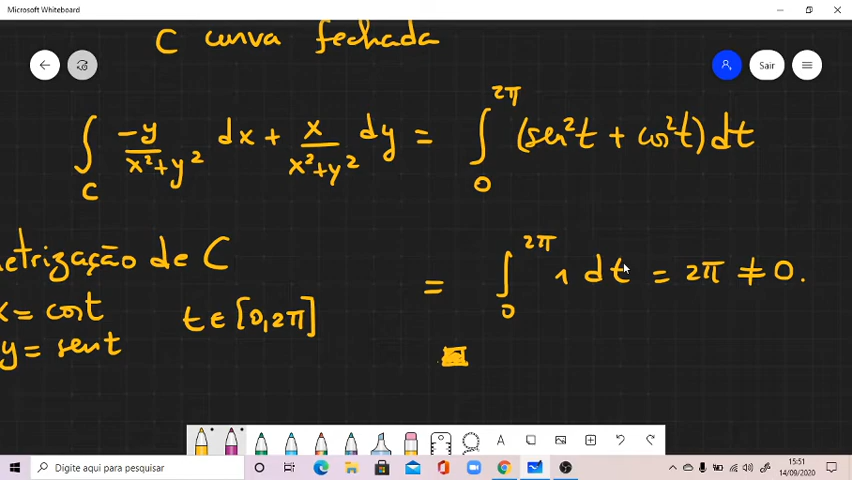 Microsoft Whiteboard
C curva fechada
Sair
∫_C -y/(x²+y²) dx + x/(x²+y²) dy = ∫_0^{2π} (sen²t + cos²t) dt
etrização de C
= ∫_0^{2π} 1 dt = 2π ≠ 0.
x = cost
t ∈ [0, 2π]
y = sent
Digite aqui para pesquisar
15:51
14/09/2020